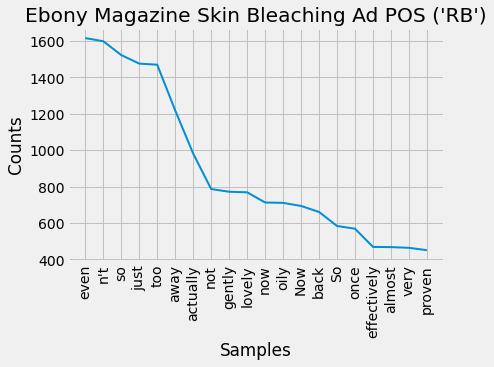 Ebony Magazine Skin Bleaching Ad POS ('RB')
1600
1400
1200
1000
800
600
400
Counts
even
n't
so
just
too
away
actually
not
gently
lovely
now
oily
Now
back
So
once
effectively
almost
very
proven
Samples